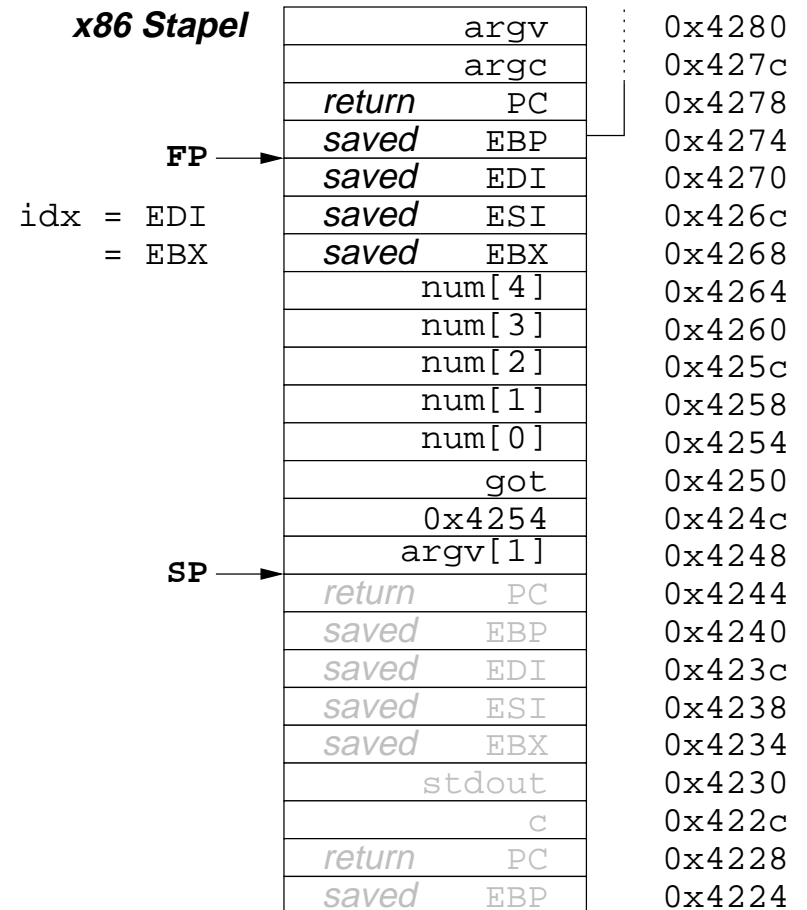 x86 Stapel argv 0x4280
argc 0x427c
return PC 0x4278
saved EBP 0x4274
FP
saved EDI 0x4270
idx = EDI saved ESI 0x426c
= EBX saved EBX 0x4268
num[4] 0x4264
num[3] 0x4260
num[2] 0x425c
num[1] 0x4258
num[0] 0x4254
got 0x4250
0x4254 0x424c
argv[1] 0x4248
SP
return PC 0x4244
saved EBP 0x4240
saved EDI 0x423c
saved ESI 0x4238
saved EBX 0x4234
stdout 0x4230
c 0x422c
return PC 0x4228
saved EBP 0x4224